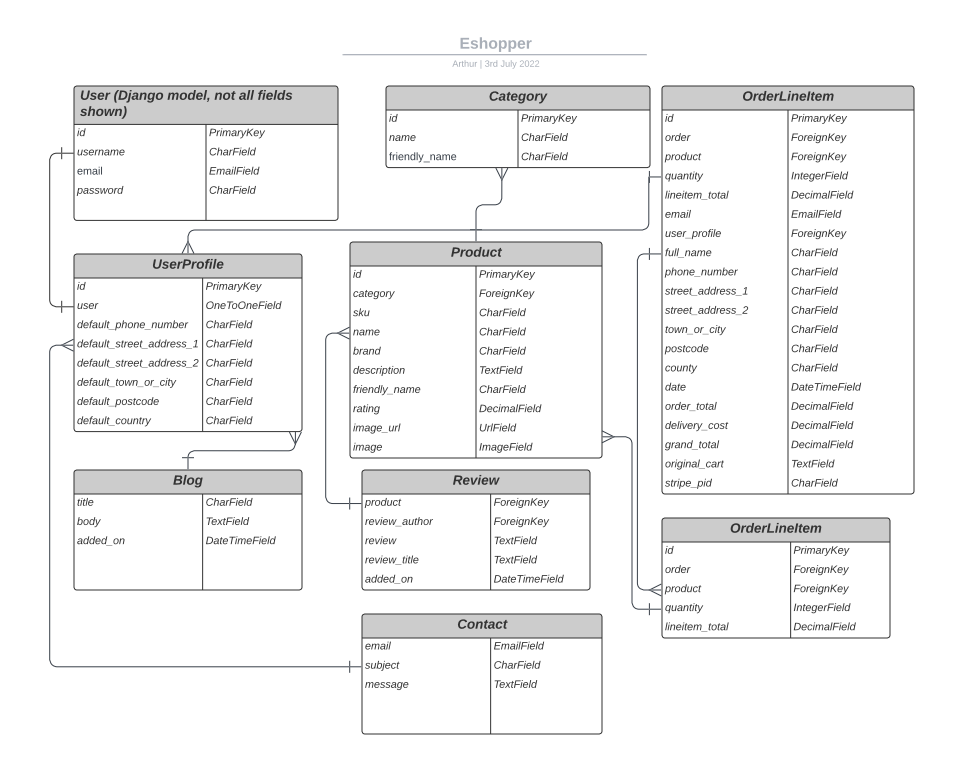 Eshopper
Arthur | 3rd July 2022
User (Django model, not all fields
shown)
id PrimaryKey
username CharField
email EmailField
password CharField
Category
id PrimaryKey
name CharField
friendly_name CharField
OrderLineItem
id PrimaryKey
order ForeignKey
product ForeignKey
quantity IntegerField
lineitem_total DecimalField
email EmailField
user_profile ForeignKey
full_name CharField
phone_number CharField
street_address_1 CharField
street_address_2 CharField
town_or_city CharField
postcode CharField
county CharField
date DateTimeField
order_total DecimalField
delivery_cost DecimalField
grand_total DecimalField
original_cart TextField
stripe_pid CharField
UserProfile
id PrimaryKey
user OneToOneField
default_phone_number CharField
default_street_address_1 CharField
default_street_address_2 CharField
default_town_or_city CharField
default_postcode CharField
default_country CharField
Product
id PrimaryKey
category ForeignKey
sku CharField
name CharField
brand CharField
description TextField
friendly_name CharField
rating DecimalField
image_url UrlField
image ImageField
Blog
title CharField
body TextField
added_on DateTimeField
Review
product ForeignKey
review_author ForeignKey
review TextField
review_title TextField
added_on DateTimeField
OrderLineItem
id PrimaryKey
order ForeignKey
product ForeignKey
quantity IntegerField
lineitem_total DecimalField
Contact
email EmailField
subject CharField
message TextField